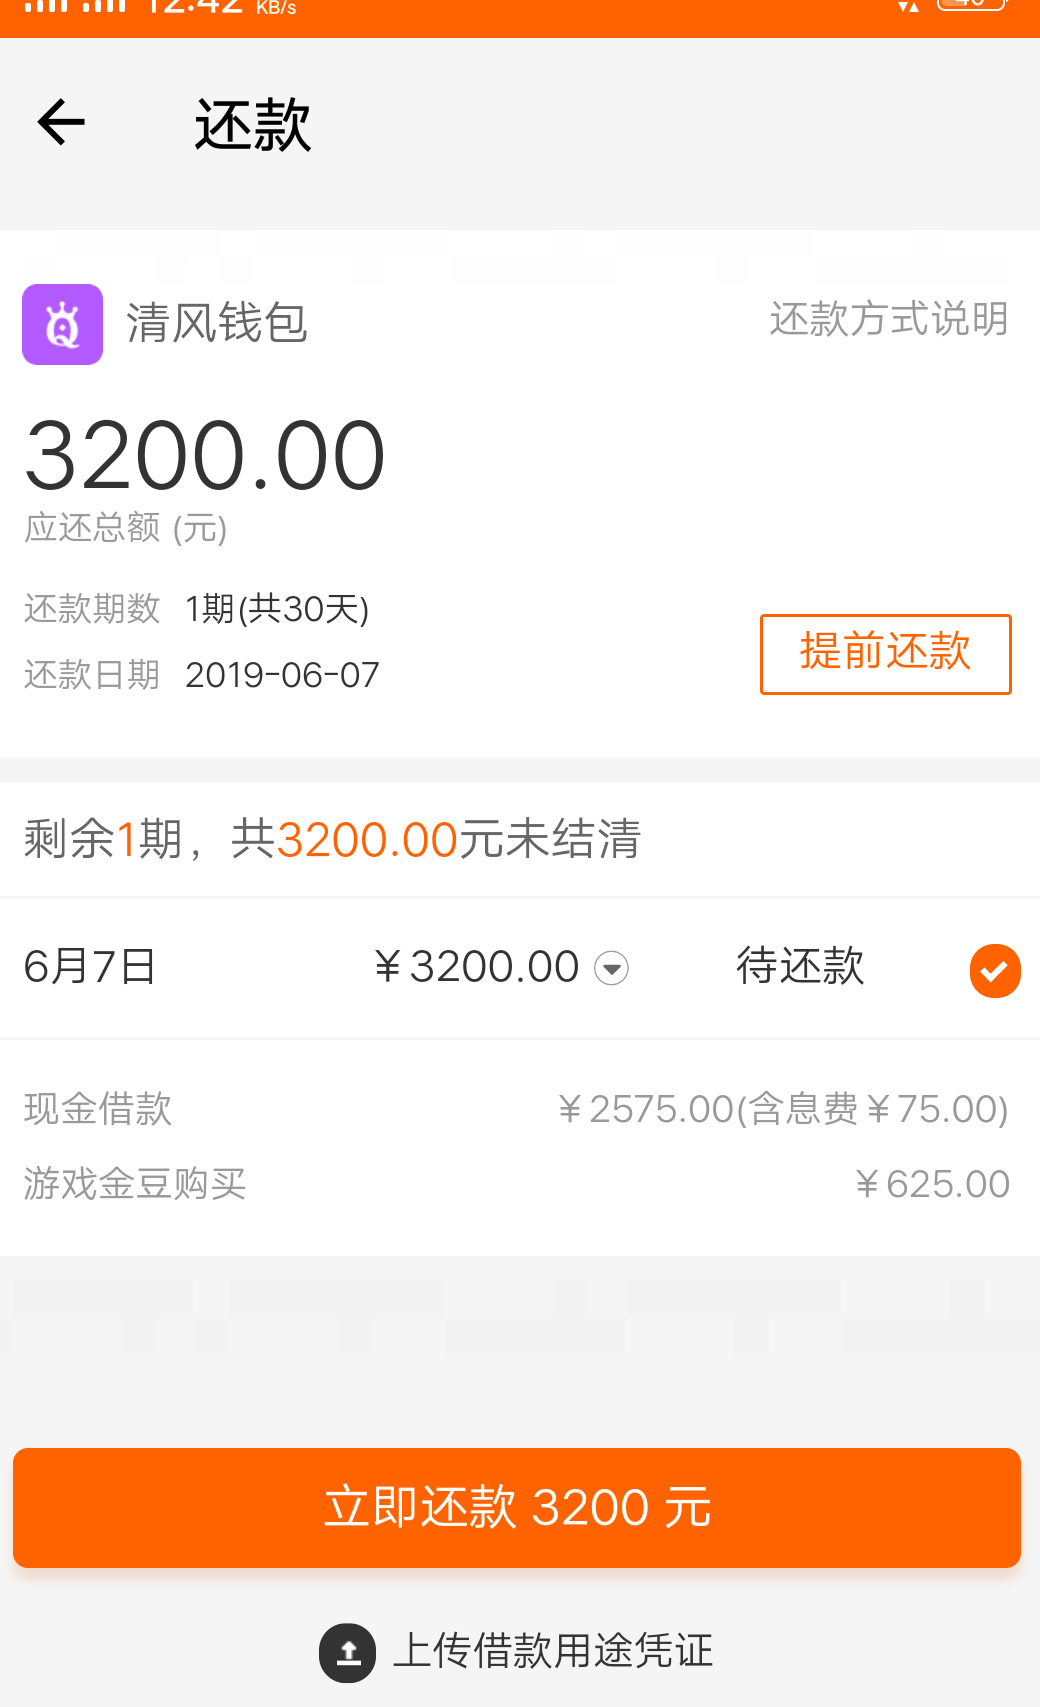 12:42 KB/s
还款
清风钱包 还款方式说明
3200.00
应还总额 (元)
还款期数 1期(共30天)
还款日期 2019-06-07
提前还款
剩余1期，共3200.00元未结清
6月7日 ￥3200.00 待还款
现金借款 ￥2575.00(含息费￥75.00)
游戏金豆购买 ￥625.00
立即还款 3200 元
上传借款用途凭证